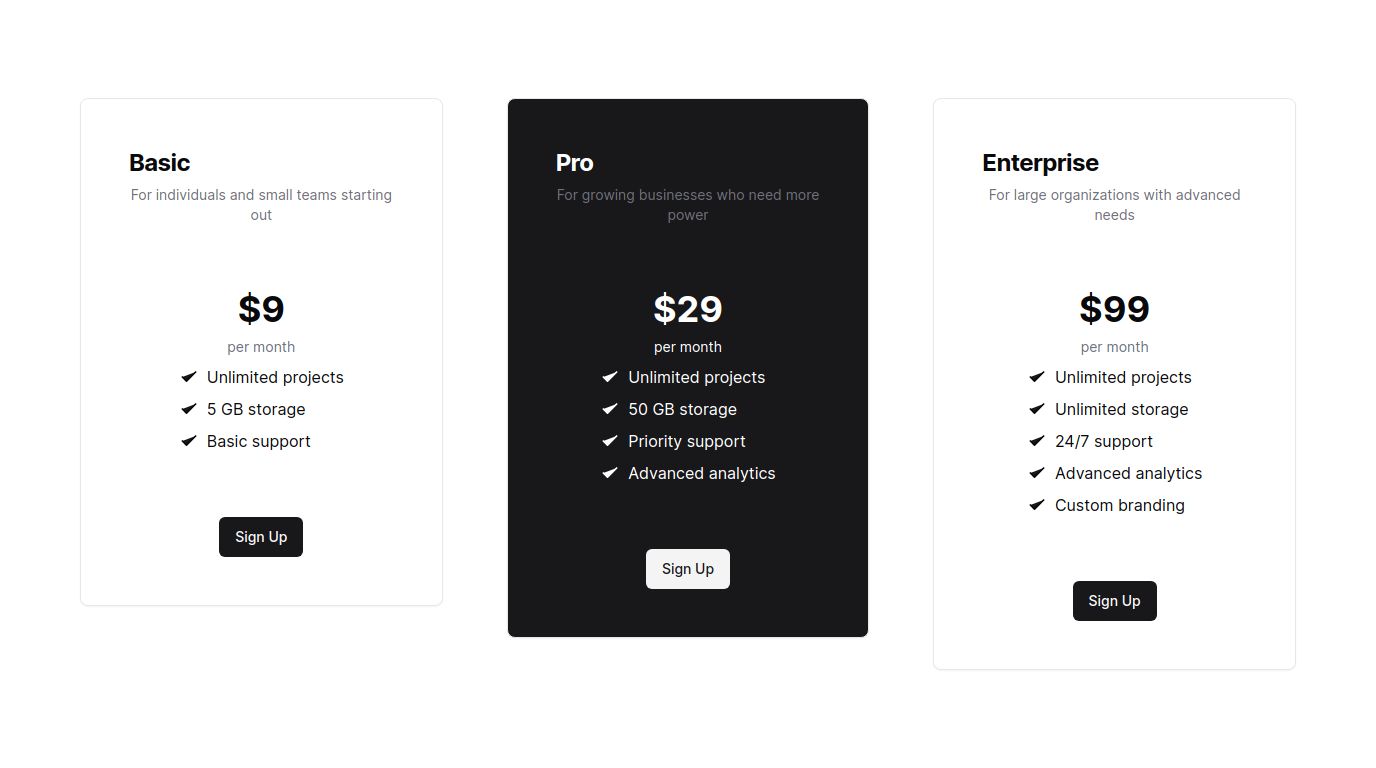 Basic
For individuals and small teams starting
out
$9
per month
Unlimited projects
5 GB storage
Basic support
Sign Up
Pro
For growing businesses who need more
power
$29
per month
Unlimited projects
50 GB storage
Priority support
Advanced analytics
Sign Up
Enterprise
For large organizations with advanced
needs
$99
per month
Unlimited projects
Unlimited storage
24/7 support
Advanced analytics
Custom branding
Sign Up